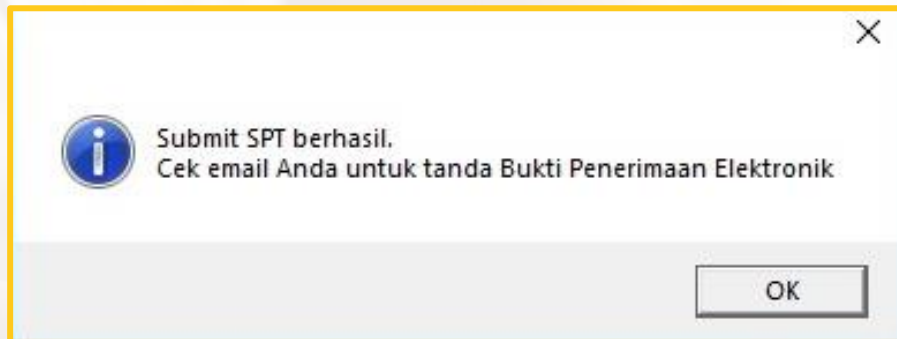 Submit SPT berhasil.
Cek email Anda untuk tanda Bukti Penerimaan Elektronik
OK